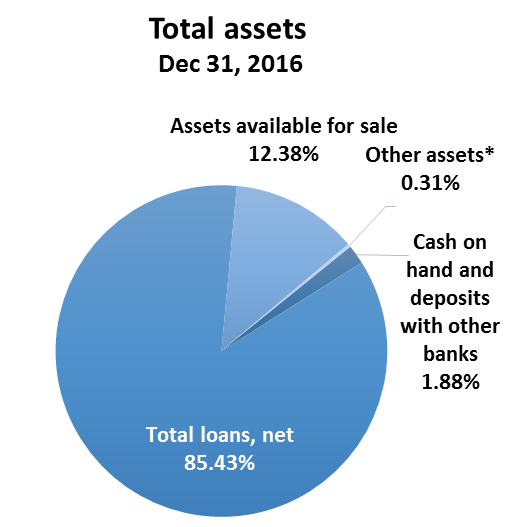 Total assets
Dec 31, 2016
Assets available for sale
12.38%
Other assets*
0.31%
Cash on
hand and
deposits
with other
banks
1.88%
Total loans, net
85.43%